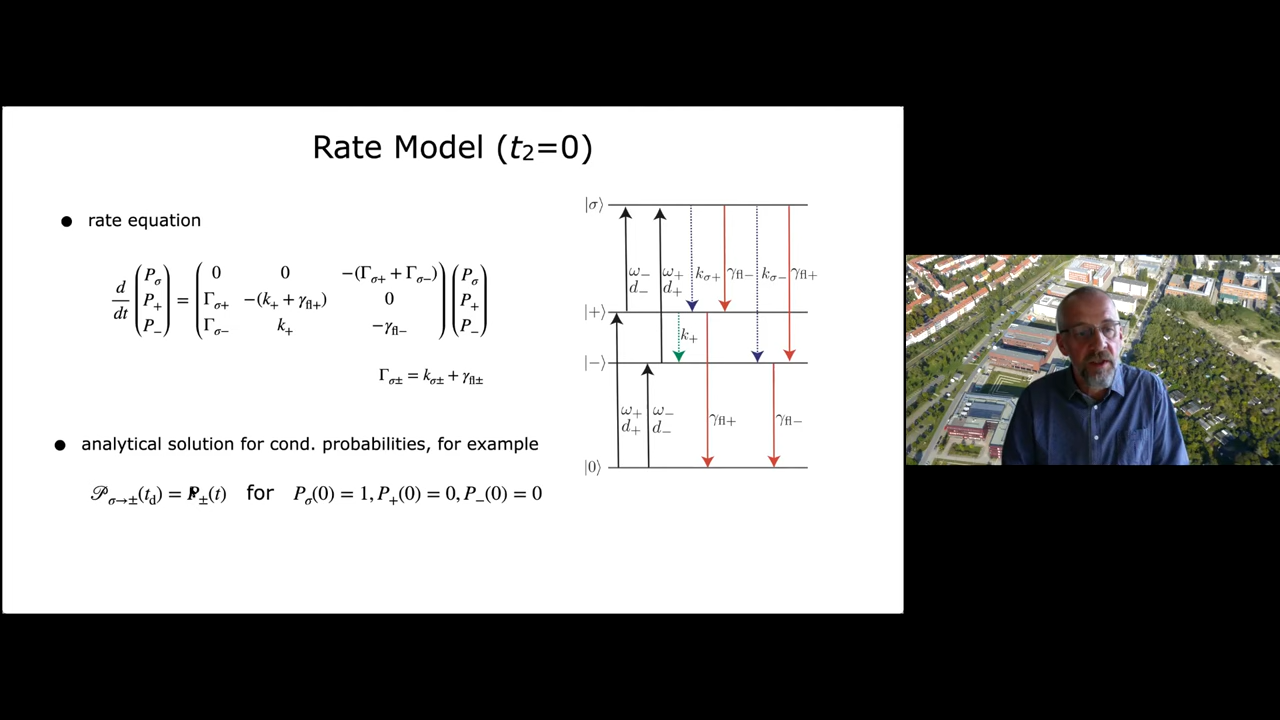 Rate Model (t₂=0)
● rate equation
d/dt (P_σ P_+ P_-) = (0 0 −(Γ_σ+ + Γ_σ−) Γ_σ+ −(k_+ + γ_fl+) 0 Γ_σ− k_+ −γ_fl−) (P_σ P_+ P_-)
Γ_σ± = k_σ± + γ_fl±
● analytical solution for cond. probabilities, for example
𝒫_σ→±(t_d) = P_±(t) for P_σ(0) = 1, P_+(0) = 0, P_−(0) = 0
|σ⟩
ω_− ω_+ k_σ+ γ_fl− k_σ− γ_fl+
d_− d_+
|+⟩
k_+
|−⟩
ω_+ ω_− γ_fl+ γ_fl−
d_+ d_−
|0⟩